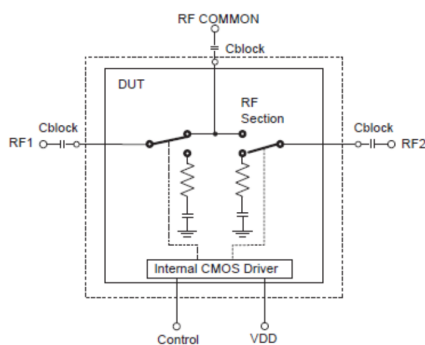 RF COMMON
Cblock
DUT
RF
Section
Cblock
RF1
Cblock
RF2
Internal CMOS Driver
Control
VDD